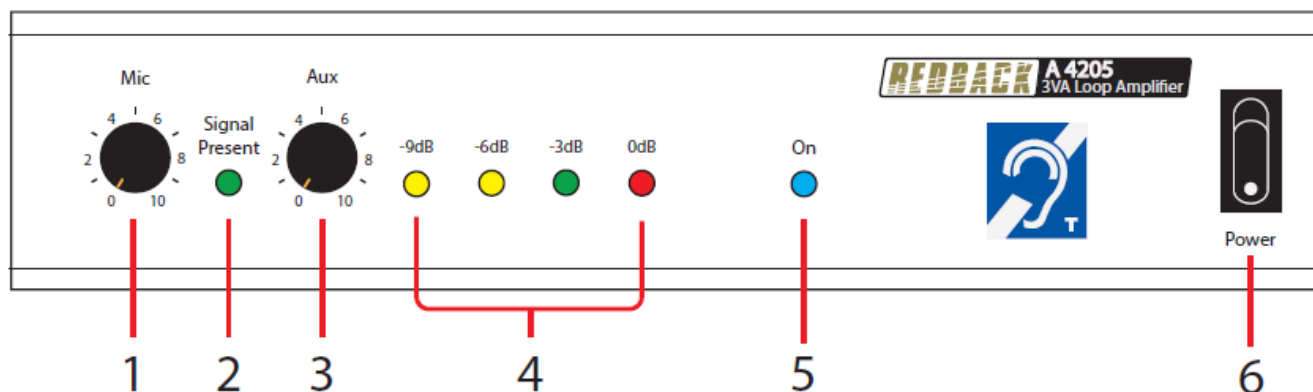 Mic
4 6
2 8
0 10
Signal
Present
Aux
4 6
2 8
0 10
-9dB -6dB -3dB 0dB
On
REDBACK A 4205
3VA Loop Amplifier
T
Power
1 2 3 4 5 6